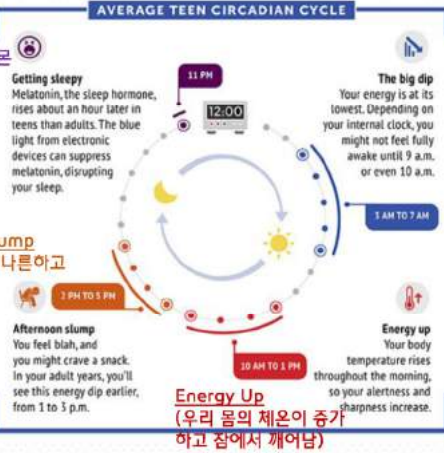 AVERAGE TEEN CIRCADIAN CYCLE
몬
Getting sleepy
Melatonin, the sleep hormone,
rises about an hour later in
teens than adults. The blue
light from electronic
devices can suppress
melatonin, disrupting
your sleep.
11 PM
12:00
The big dip
Your energy is at its
lowest. Depending on
your internal clock, you
might not feel fully
awake until 9 a.m.
or even 10 a.m.
3 AM TO 7 AM
ump
나른하고
2 PM TO 5 PM
Afternoon slump
You feel blah, and
you might crave a snack.
In your adult years, you'll
see this energy dip earlier,
from 1 to 3 p.m.
10 AM TO 1 PM
Energy up
Your body
temperature rises
throughout the morning,
so your alertness and
sharpness increase.
Energy Up
(우리 몸의 체온이 증가
하고 잠에서 깨어남)